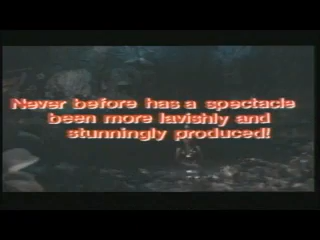 Never before has a spectacle
been more lavishly and
stunningly produced!